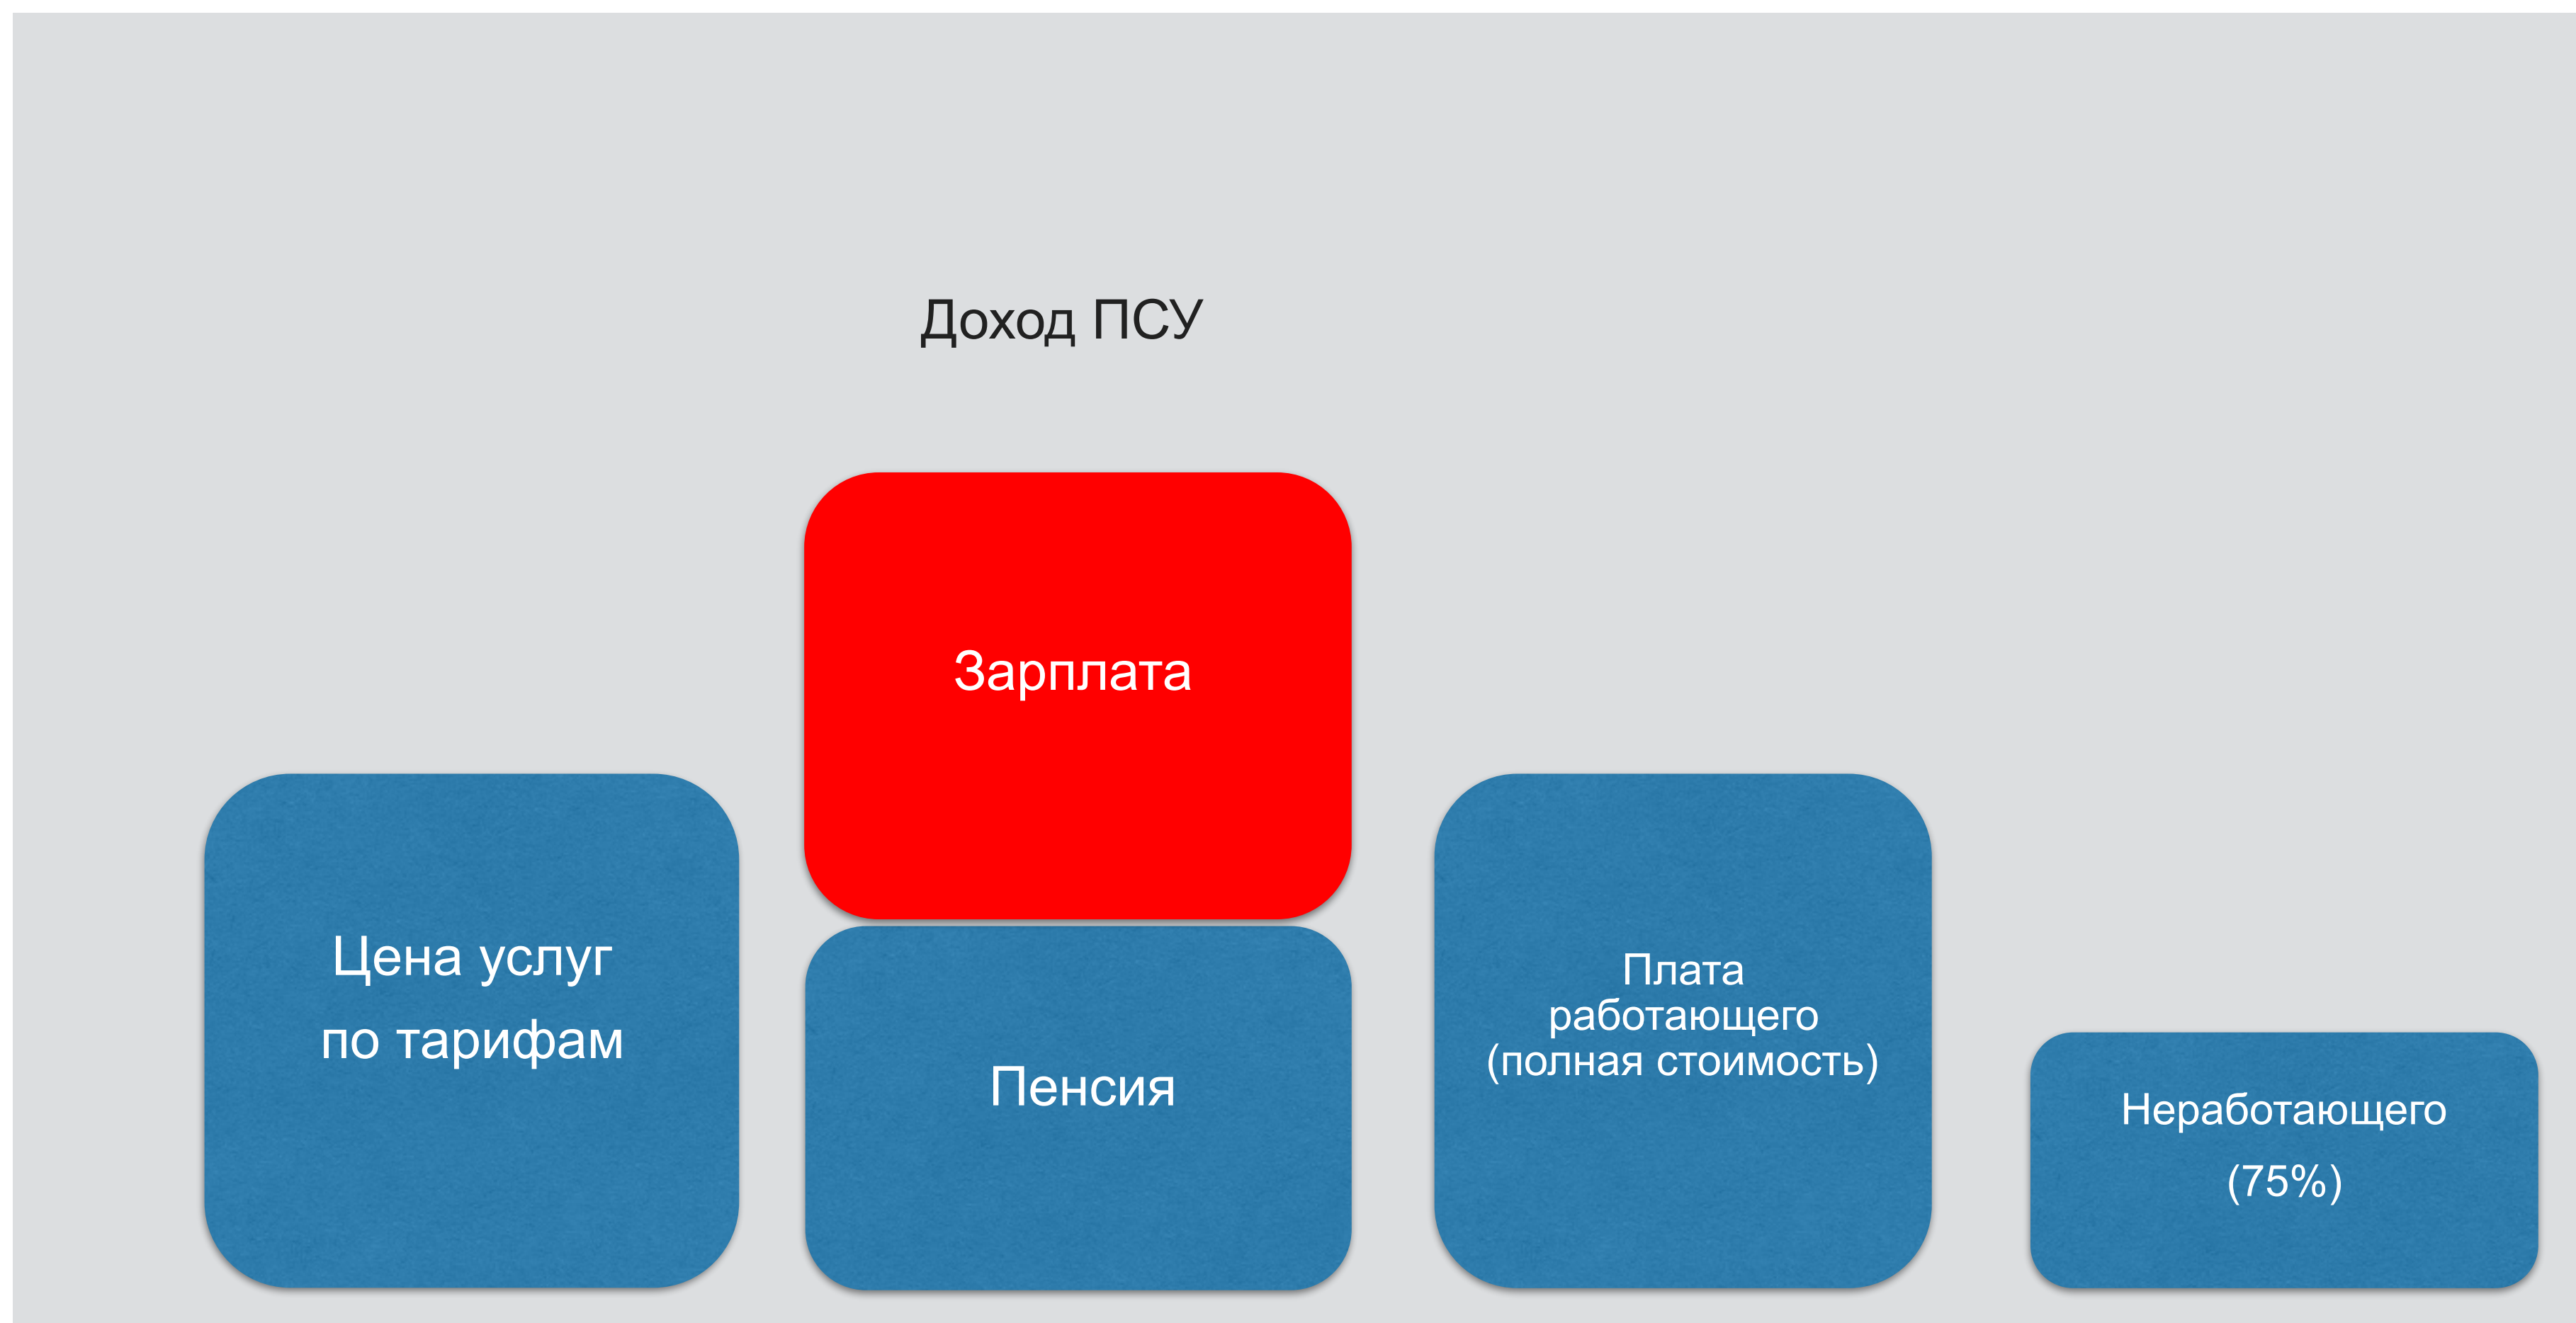 Доход ПСУ
Зарплата
Цена услуг
по тарифам
Пенсия
Плата
работающего
(полная стоимость)
Неработающего
(75%)